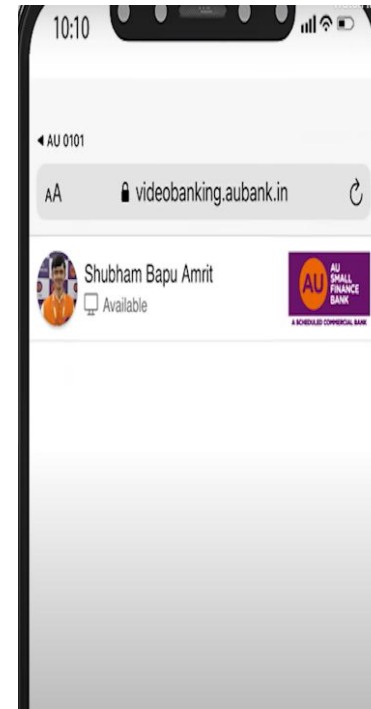 10:10
◀ AU 0101
AA videobanking.aubank.in
Shubham Bapu Amrit
Available
AU
AU
SMALL
FINANCE
BANK
A SCHEDULED COMMERCIAL BANK